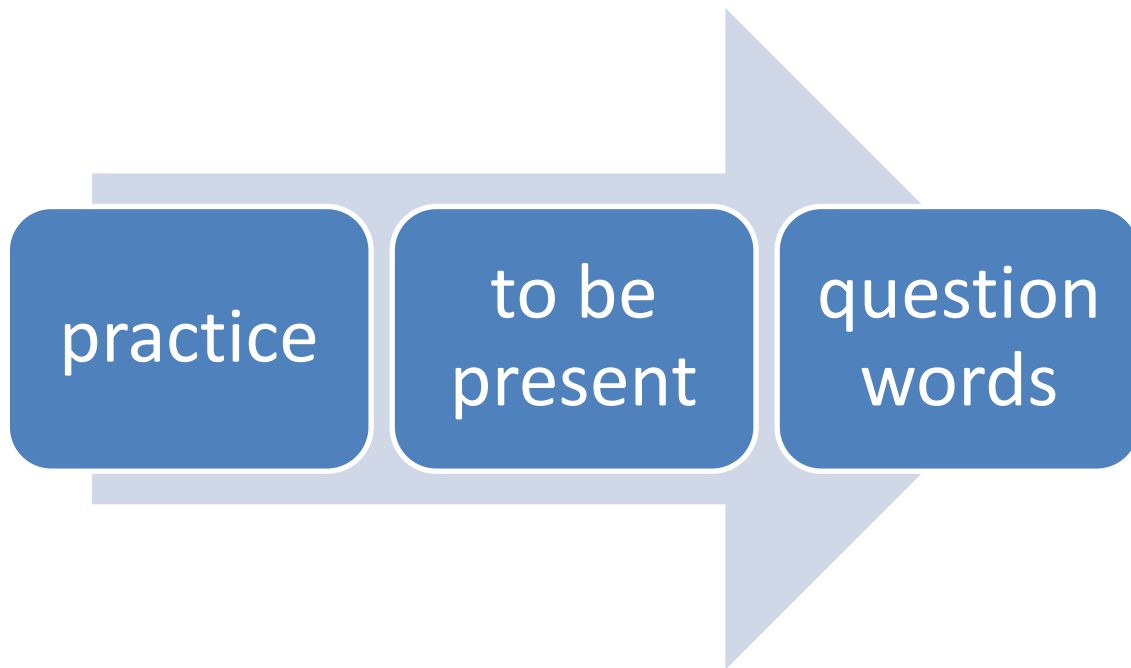 practice
to be
present
question
words